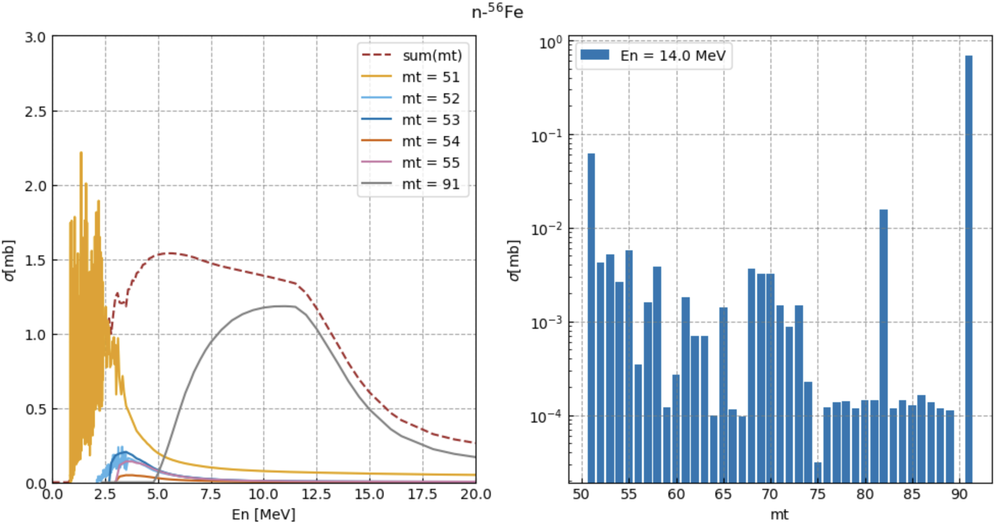 n-⁵⁶Fe
3.0
2.5
2.0
1.5
1.0
0.5
0.0
σ[mb]
0.0 2.5 5.0 7.5 10.0 12.5 15.0 17.5 20.0
En [MeV]
sum(mt)
mt = 51
mt = 52
mt = 53
mt = 54
mt = 55
mt = 91
10⁰
10⁻¹
10⁻²
10⁻³
10⁻⁴
σ[mb]
En = 14.0 MeV
50 55 60 65 70 75 80 85 90
mt